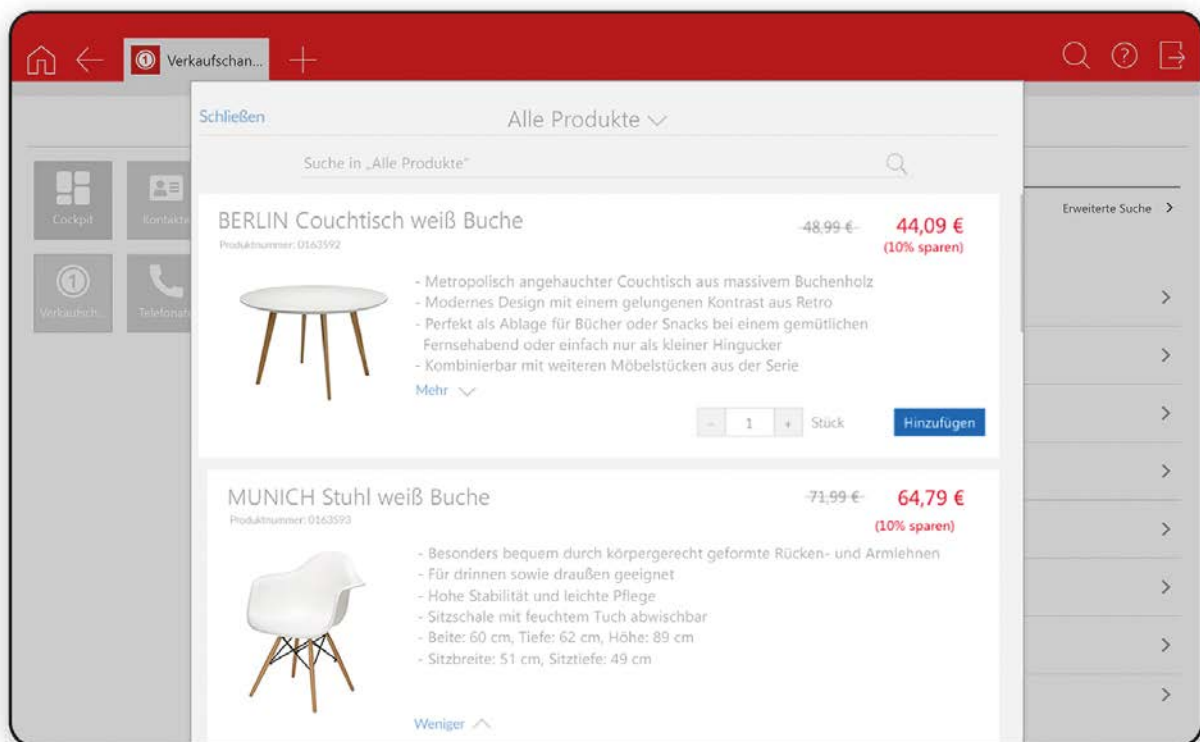 Verkaufschan...
Schließen
Alle Produkte
Suche in „Alle Produkte“
Cockpit
Kontakte
Erweiterte Suche
BERLIN Couchtisch weiß Buche
48,99 €
44,09 €
Produktnummer: 0163592
(10% sparen)
- Metropolisch angehauchter Couchtisch aus massivem Buchenholz
- Modernes Design mit einem gelungenen Kontrast aus Retro
- Perfekt als Ablage für Bücher oder Snacks bei einem gemütlichen
Fernsehabend oder einfach nur als kleiner Hingucker
- Kombinierbar mit weiteren Möbelstücken aus der Serie
Verkaufsch...
Telefonate
Mehr
- 1 + Stück
Hinzufügen
MUNICH Stuhl weiß Buche
71,99 €
64,79 €
Produktnummer: 0163593
(10% sparen)
- Besonders bequem durch körpergerecht geformte Rücken- und Armlehnen
- Für drinnen sowie draußen geeignet
- Hohe Stabilität und leichte Pflege
- Sitzschale mit feuchtem Tuch abwischbar
- Beite: 60 cm, Tiefe: 62 cm, Höhe: 89 cm
- Sitzbreite: 51 cm, Sitztiefe: 49 cm
Weniger